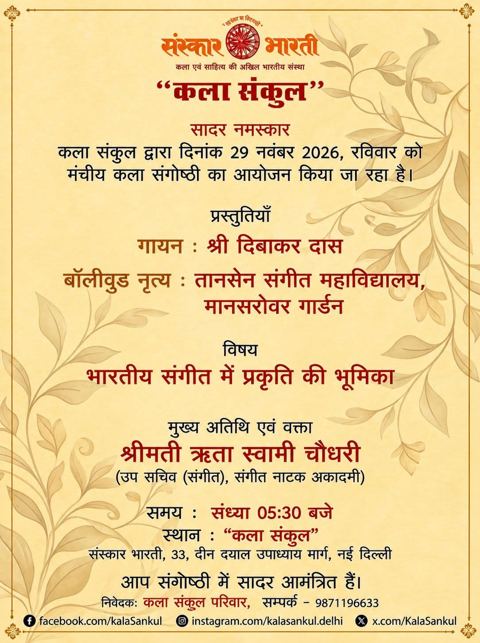 संस्कार भारती
कला एवं साहित्य की अखिल भारतीय संस्था
“कला संकुल”
सादर नमस्कार
कला संकुल द्वारा दिनांक 29 नवंबर 2026, रविवार को
मंचीय कला संगोष्ठी का आयोजन किया जा रहा है।
प्रस्तुतियाँ
गायन : श्री दिबाकर दास
बॉलीवुड नृत्य : तानसेन संगीत महाविद्यालय,
मानसरोवर गार्डन
विषय
भारतीय संगीत में प्रकृति की भूमिका
मुख्य अतिथि एवं वक्ता
श्रीमती ऋता स्वामी चौधरी
(उप सचिव (संगीत), संगीत नाटक अकादमी)
समय : संध्या 05:30 बजे
स्थान : “कला संकुल”
संस्कार भारती, 33, दीन दयाल उपाध्याय मार्ग, नई दिल्ली
आप संगोष्ठी में सादर आमंत्रित हैं।
निवेदक: कला संकुल परिवार, सम्पर्क - 9871196633
facebook.com/kalaSankul instagram.com/kalasankul.delhi x.com/KalaSankul